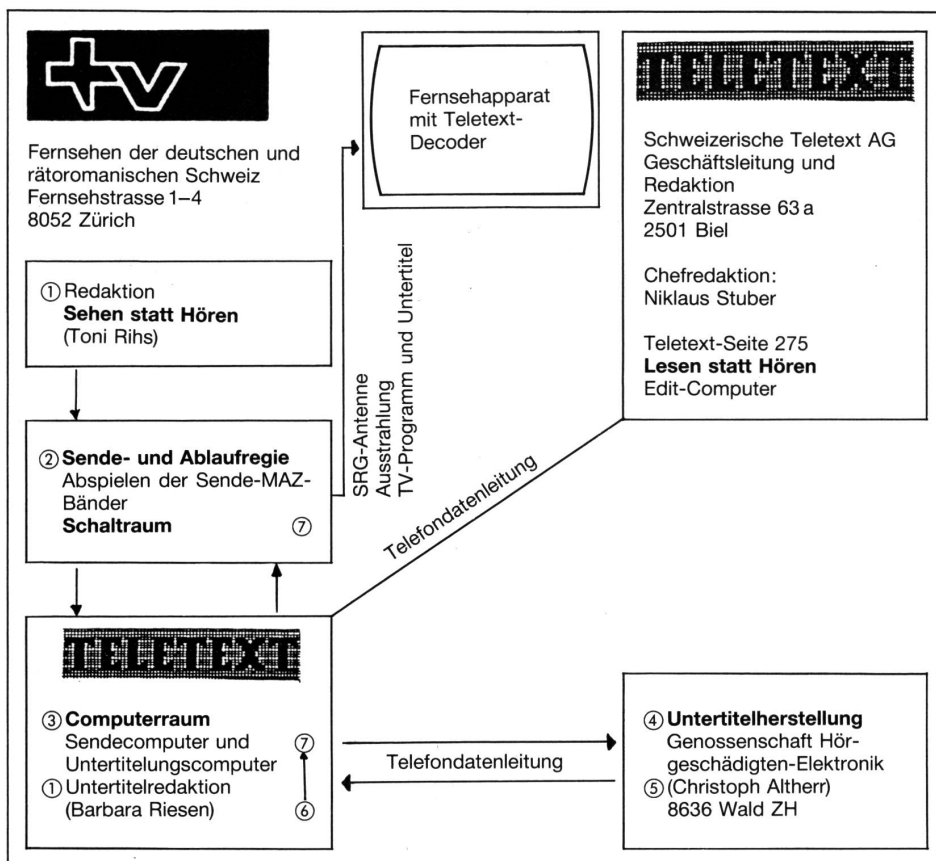 tv
Fernsehen der deutschen und
rätoromanischen Schweiz
Fernsehstrasse 1–4
8052 Zürich
① Redaktion
Sehen statt Hören
(Toni Rihs)
② Sende- und Ablaufregie
Abspielen der Sende-MAZ-
Bänder
Schaltraum ⑦
Fernsehapparat
mit Teletext-
Decoder
SRG-Antenne
Ausstrahlung
TV-Programm und Untertitel
TELETEXT
Schweizerische Teletext AG
Geschäftsleitung und
Redaktion
Zentralstrasse 63 a
2501 Biel
Chefredaktion:
Niklaus Stuber
Teletext-Seite 275
Lesen statt Hören
Edit-Computer
Telefondatenleitung
TELETEXT
③ Computerraum
Sendecomputer und ⑦
Untertitelungscomputer
① Untertitelredaktion
(Barbara Riesen) ⑥
Telefondatenleitung
④ Untertitelherstellung
Genossenschaft Hör-
geschädigten-Elektronik
⑤ (Christoph Altherr)
8636 Wald ZH